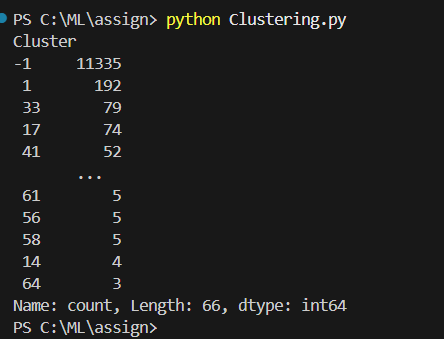 PS C:\ML\assign> python Clustering.py
Cluster
-1     11335
 1       192
 33       79
 17       74
 41       52
       ...
 61        5
 56        5
 58        5
 14        4
 64        3
Name: count, Length: 66, dtype: int64
PS C:\ML\assign>